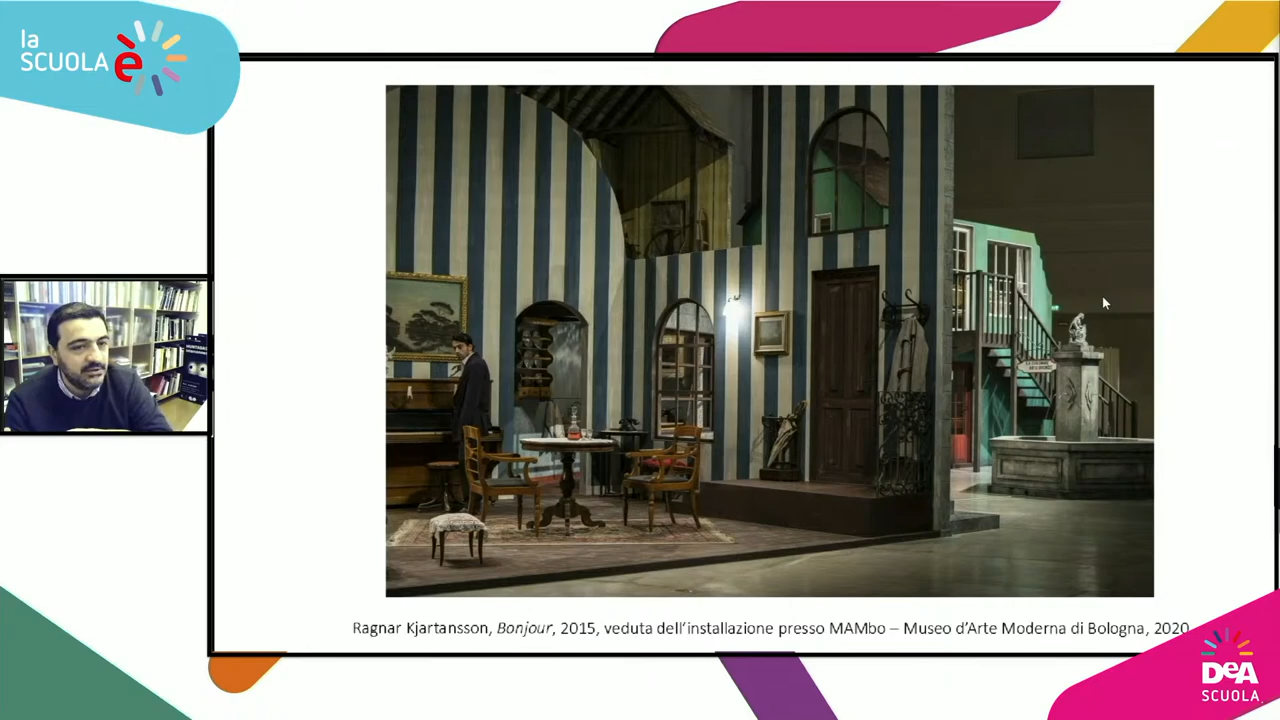 la
SCUOLA è
Ragnar Kjartansson, Bonjour, 2015, veduta dell'installazione presso MAMbo – Museo d'Arte Moderna di Bologna, 2020
DeA
SCUOLA.